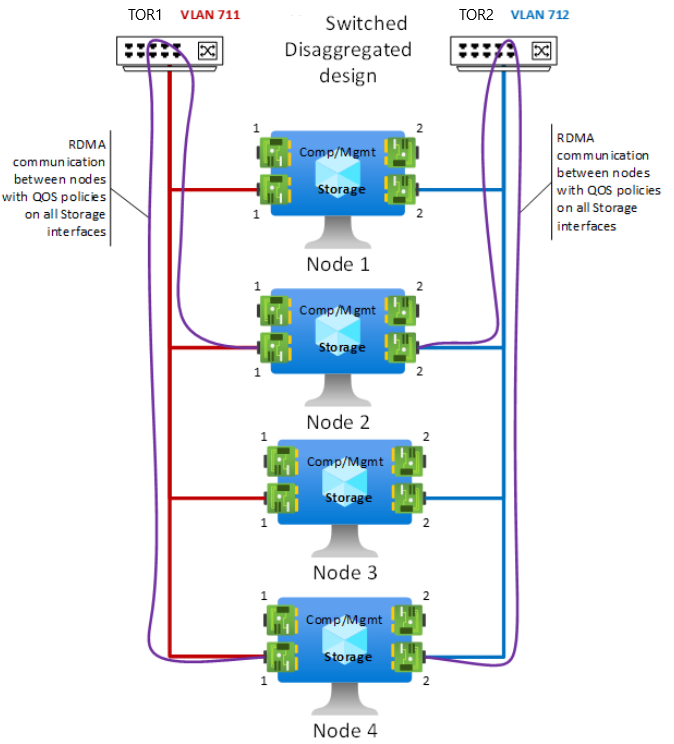 TOR1 VLAN 711
Switched
Disaggregated
design
TOR2 VLAN 712
RDMA
communication
between nodes
with QOS policies
on all Storage
interfaces
RDMA
communication
between nodes
with QOS policies
on all Storage
interfaces
1 2
Comp/Mgmt
Storage
1 2
Node 1
1 2
Comp/Mgmt
Storage
1 2
Node 2
1 2
Comp/Mgmt
Storage
1 2
Node 3
1 2
Comp/Mgmt
Storage
1 2
Node 4